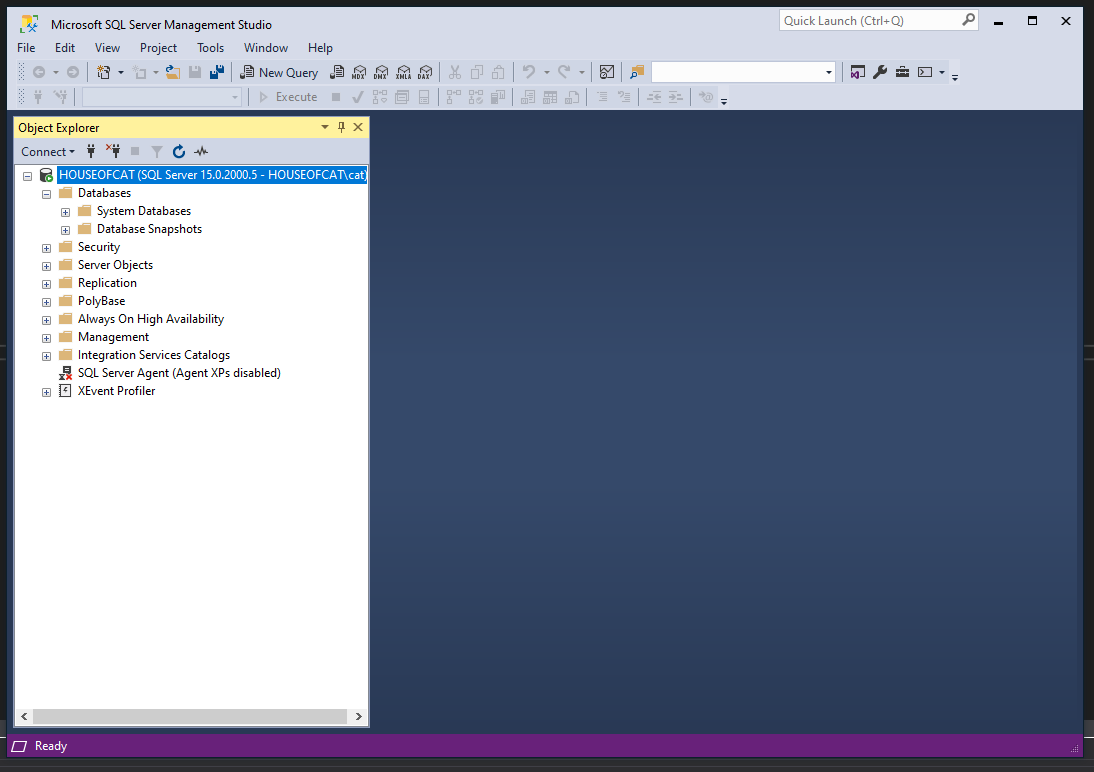 Microsoft SQL Server Management Studio
Quick Launch (Ctrl+Q)
File Edit View Project Tools Window Help
New Query MDX DMX XMLA DAX
Execute
Object Explorer
Connect
HOUSEOFCAT (SQL Server 15.0.2000.5 - HOUSEOFCAT\cat)
Databases
System Databases
Database Snapshots
Security
Server Objects
Replication
PolyBase
Always On High Availability
Management
Integration Services Catalogs
SQL Server Agent (Agent XPs disabled)
XEvent Profiler
Ready